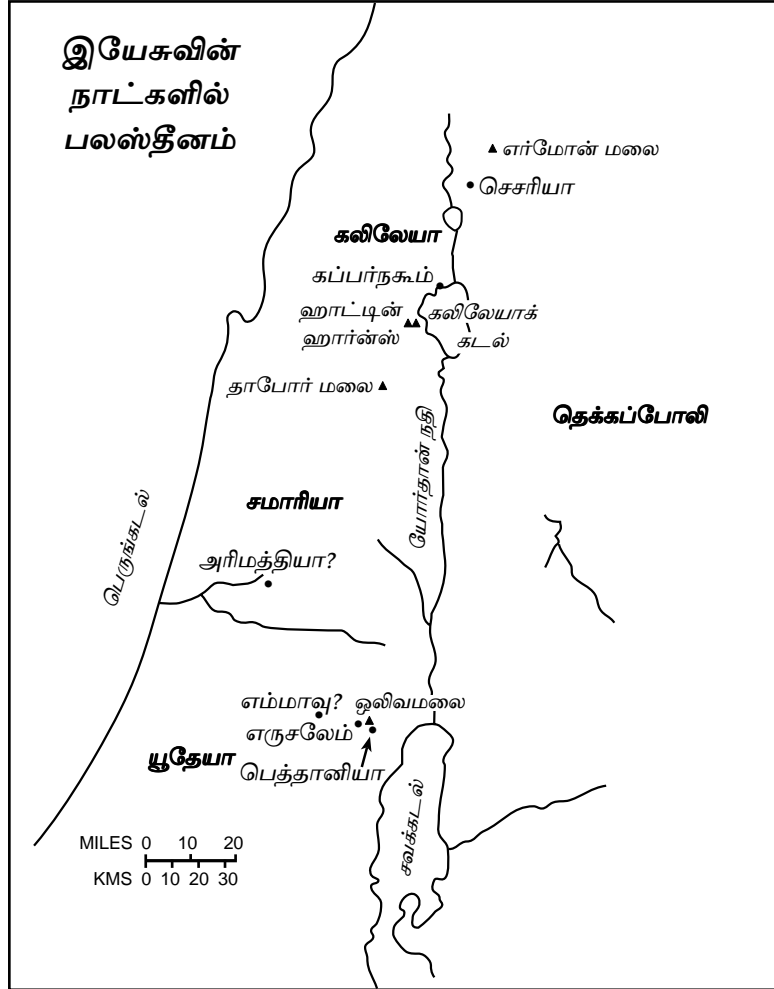 இயேசுவின்
நாட்களில்
பலஸ்தீனம்
எர்மோன் மலை
செசரியா
கலிலேயா
கப்பர்நகூம்
ஹாட்டின்
ஹார்ன்ஸ்
கலிலேயாக்
கடல்
தாபோர் மலை
தெக்கப்போலி
யோர்தான் நதி
சமாரியா
பெருங்கடல்
அரிமத்தியா?
எம்மாவு?
ஒலிவமலை
எருசலேம்
யூதேயா
பெத்தானியா
சவக்கடல்
MILES 0 10 20
KMS 0 10 20 30